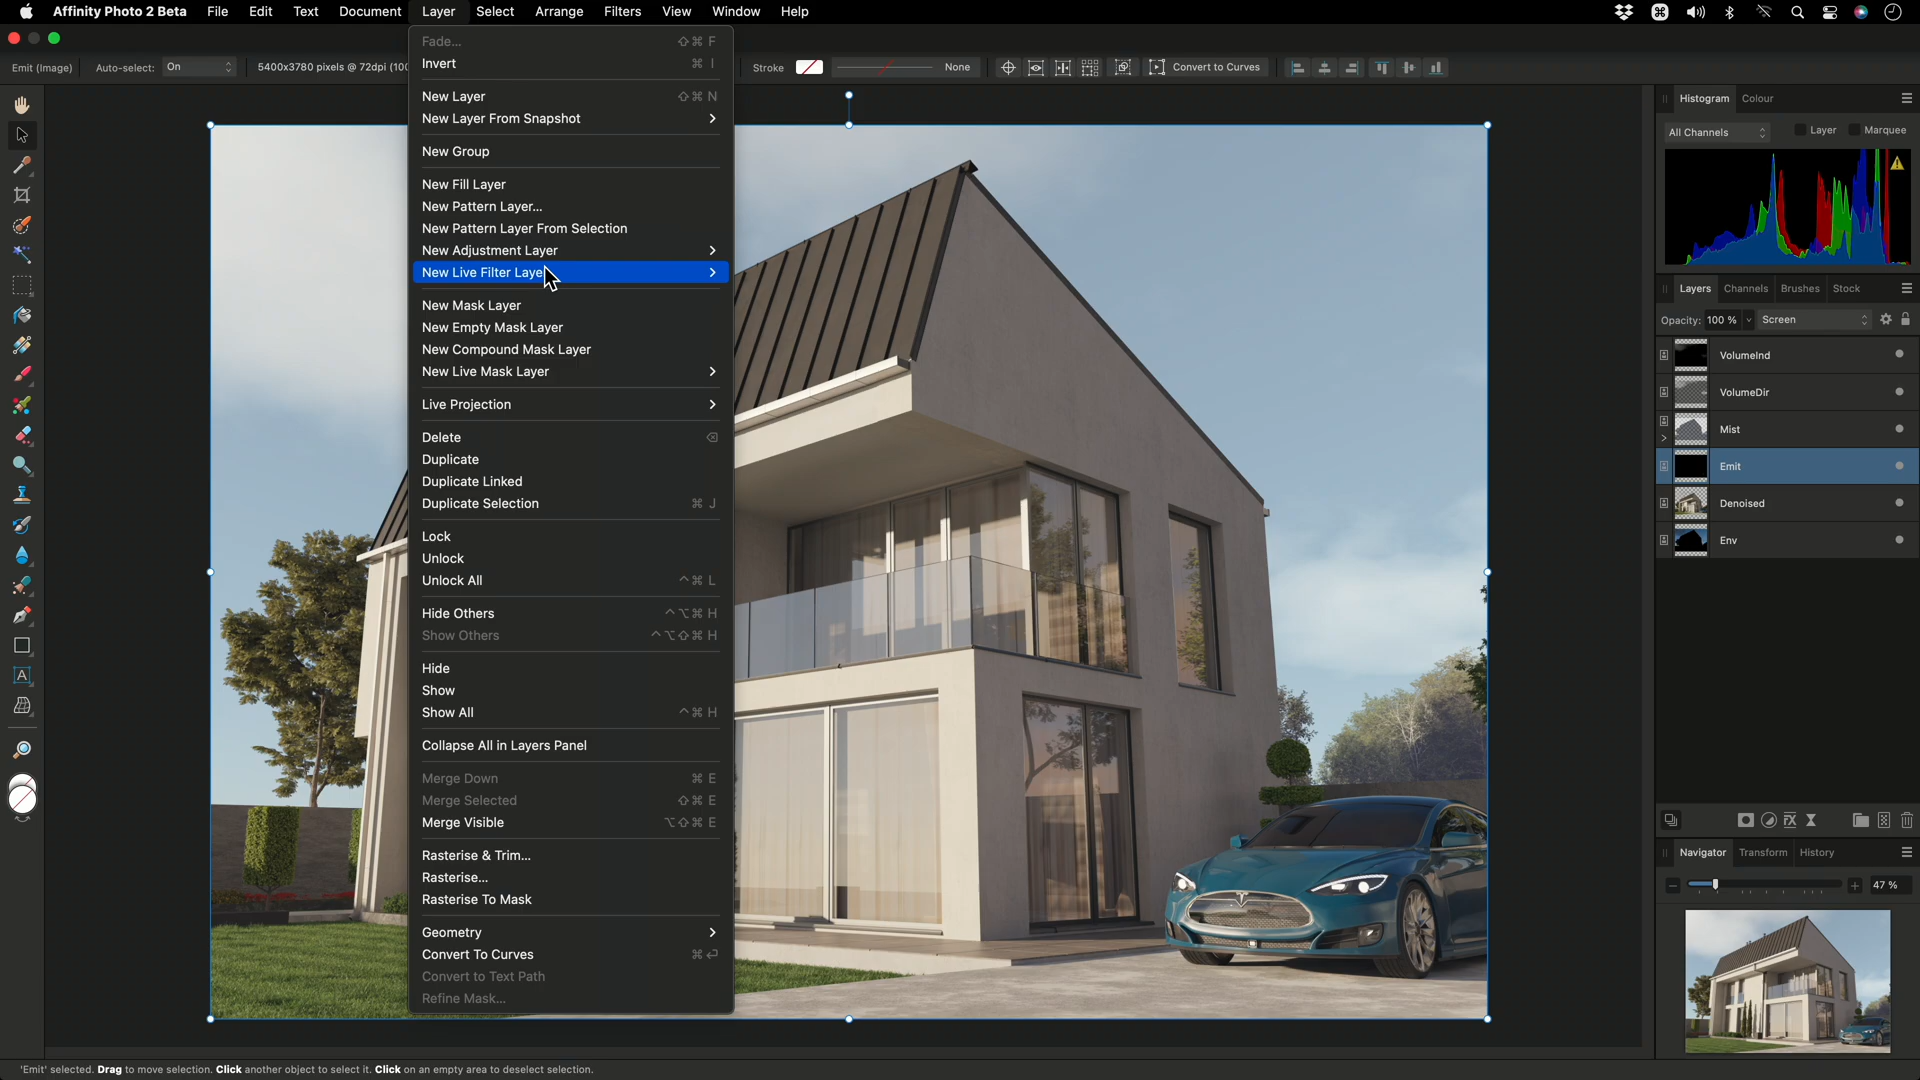 Affinity Photo 2 Beta File Edit Text Document Layer Select Arrange Filters View Window Help
Emit (Image) Auto-select: On 5400x3780 pixels @ 72dpi (100 Stroke None Convert to Curves
Fade... ⇧⌘ F
Invert ⌘ I
New Layer ⇧⌘ N
New Layer From Snapshot
New Group
New Fill Layer
New Pattern Layer...
New Pattern Layer From Selection
New Adjustment Layer
New Live Filter Laye
New Mask Layer
New Empty Mask Layer
New Compound Mask Layer
New Live Mask Layer
Live Projection
Delete ⌫
Duplicate
Duplicate Linked
Duplicate Selection ⌘ J
Lock
Unlock
Unlock All ^⌘ L
Hide Others ^⌥⌘ H
Show Others ^⌥⇧⌘ H
Hide
Show
Show All ^⌘ H
Collapse All in Layers Panel
Merge Down ⌘ E
Merge Selected ⇧⌘ E
Merge Visible ⌥⇧⌘ E
Rasterise & Trim...
Rasterise...
Rasterise To Mask
Geometry
Convert To Curves ⌘↩
Convert to Text Path
Refine Mask...
Histogram Colour
All Channels Layer Marquee
Layers Channels Brushes Stock
Opacity: 100 % Screen
VolumeInd
VolumeDir
Mist
Emit
Denoised
Env
Navigator Transform History
47 %
'Emit' selected. Drag to move selection. Click another object to select it. Click on an empty area to deselect selection.